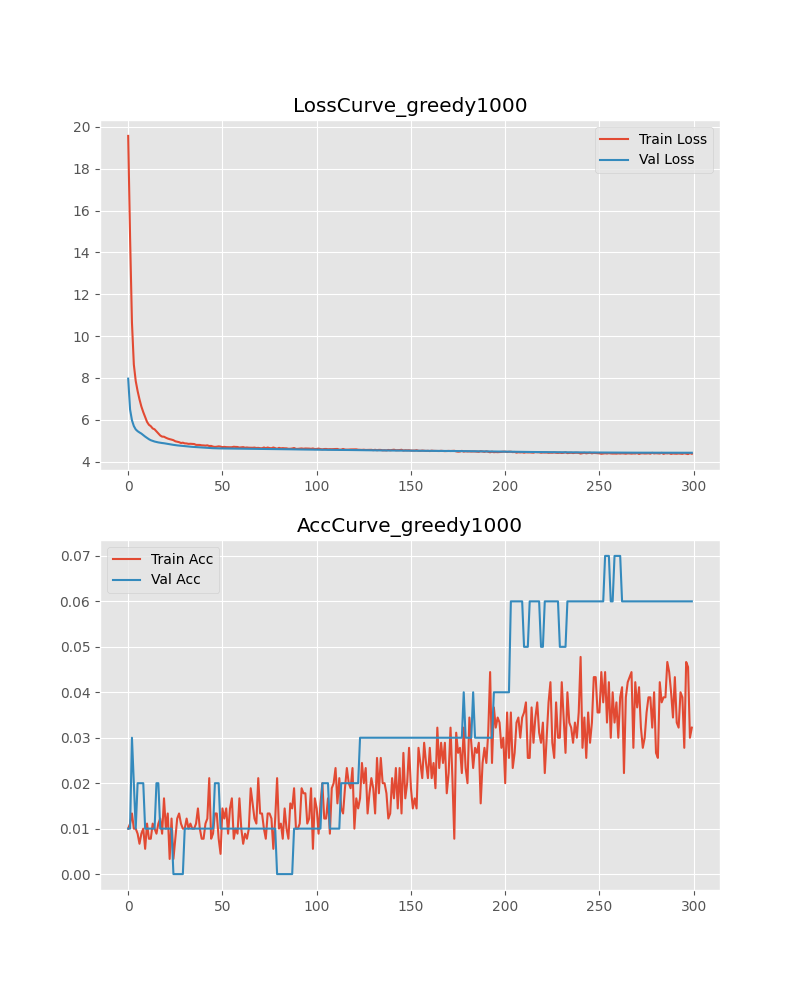 LossCurve_greedy1000
20
18
16
14
12
10
8
6
4
Train Loss
Val Loss
0 50 100 150 200 250 300
AccCurve_greedy1000
0.07
0.06
0.05
0.04
0.03
0.02
0.01
0.00
Train Acc
Val Acc
0 50 100 150 200 250 300